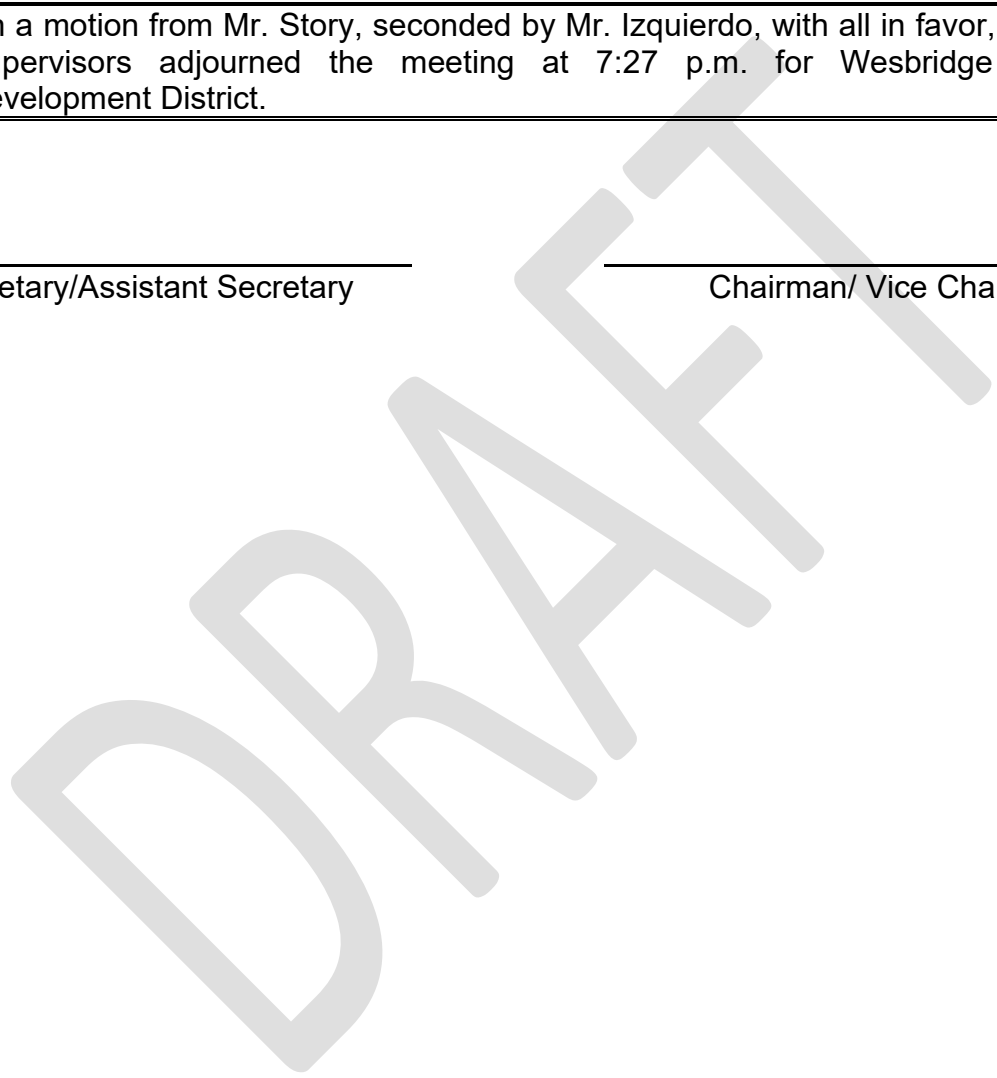 n a motion from Mr. Story, seconded by Mr. Izquierdo, with all in favor,
pervisors adjourned the meeting at 7:27 p.m. for Wesbridge
evelopment District.
etary/Assistant Secretary
Chairman/ Vice Cha
DRAFT